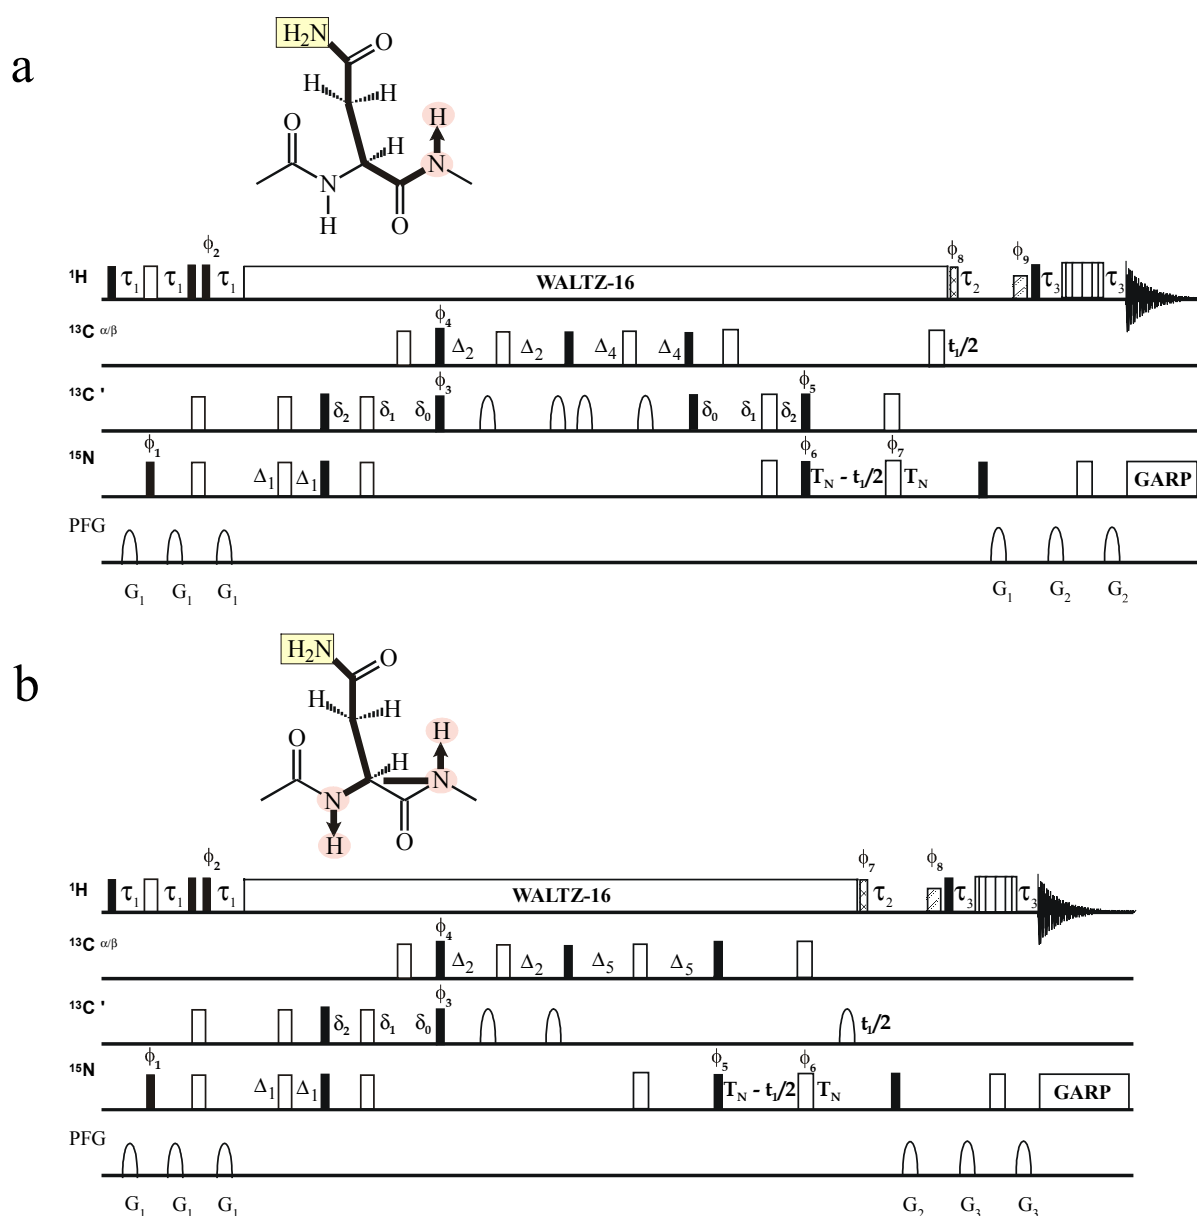 a
H₂N
O
H H
H
O
H
N
N
H
O
ϕ₂ ϕ₈ ϕ₉
¹H τ₁ τ₁ τ₁ WALTZ-16 τ₂ τ₃ τ₃
ϕ₄
¹³C α/β Δ₂ Δ₂ Δ₄ Δ₄ t₁/2
ϕ₃ ϕ₅
¹³C ' δ₂ δ₁ δ₀ δ₀ δ₁ δ₂
ϕ₁ ϕ₆ ϕ₇
¹⁵N Δ₁ Δ₁ T_N - t₁/2 T_N GARP
PFG
G₁ G₁ G₁ G₁ G₂ G₂
b
H₂N
O
H H
H
O
H
N
N
H
O
ϕ₂ ϕ₇ ϕ₈
¹H τ₁ τ₁ τ₁ WALTZ-16 τ₂ τ₃ τ₃
ϕ₄
¹³C α/β Δ₂ Δ₂ Δ₅ Δ₅
ϕ₃
¹³C ' δ₂ δ₁ δ₀ t₁/2
ϕ₁ ϕ₅ ϕ₆
¹⁵N Δ₁ Δ₁ T_N - t₁/2 T_N GARP
PFG
G₁ G₁ G₁ G₂ G₃ G₃